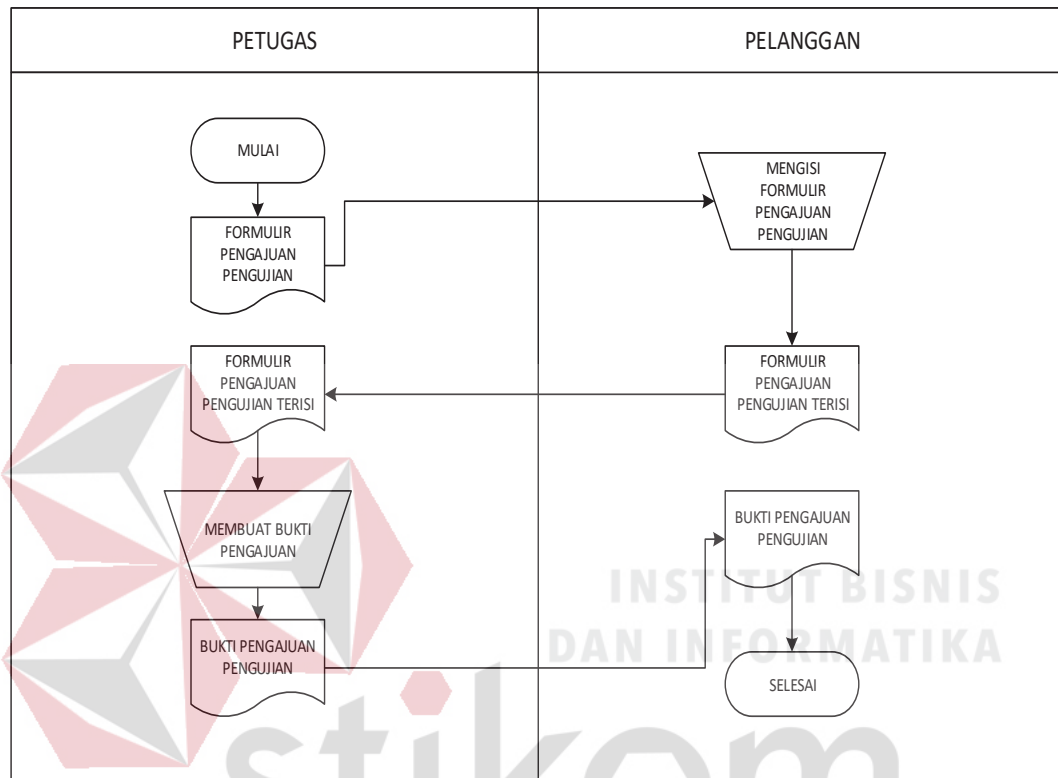 PETUGAS
PELANGGAN
MULAI
FORMULIR
PENGAJUAN
PENGUJIAN
MENGISI
FORMULIR
PENGAJUAN
PENGUJIAN
FORMULIR
PENGAJUAN
PENGUJIAN TERISI
FORMULIR
PENGAJUAN
PENGUJIAN TERISI
MEMBUAT BUKTI
PENGAJUAN
BUKTI PENGAJUAN
PENGUJIAN
BUKTI PENGAJUAN
PENGUJIAN
SELESAI
INSTITUT BISNIS
DAN INFORMATIKA
stikom